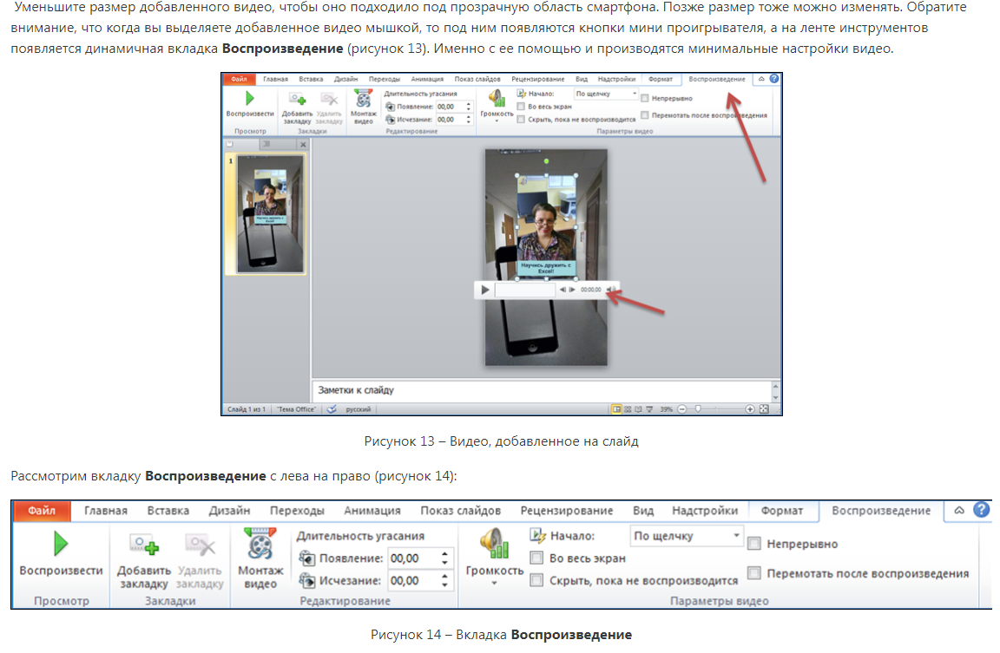 Уменьшите размер добавленного видео, чтобы оно подходило под прозрачную область смартфона. Позже размер тоже можно изменять. Обратите
внимание, что когда вы выделяете добавленное видео мышкой, то под ним появляются кнопки мини проигрывателя, а на ленте инструментов
появляется динамичная вкладка Воспроизведение (рисунок 13). Именно с ее помощью и производятся минимальные настройки видео.
Файл Главная Вставка Дизайн Переходы Анимация Показ слайдов Рецензирование Вид Надстройки Формат Воспроизведение
Длительность угасания Начало: По щелчку Непрерывно
Воспроизвести Добавить закладку Удалить закладку Монтаж видео Появление: 00,00 Громкость Во весь экран
Исчезание: 00,00 Скрыть, пока не воспроизводится Перемотать после воспроизведения
Просмотр Закладки Редактирование Параметры видео
1
Научись дружить с
Excel!
Научись дружить с
Excel!
00:00,00
Заметки к слайду
Слайд 1 из 1 "Тема Office" русский 39%
Рисунок 13 – Видео, добавленное на слайд
Рассмотрим вкладку Воспроизведение с лева на право (рисунок 14):
Файл Главная Вставка Дизайн Переходы Анимация Показ слайдов Рецензирование Вид Надстройки Формат Воспроизведение
Длительность угасания Начало: По щелчку Непрерывно
Воспроизвести Добавить закладку Удалить закладку Монтаж видео Появление: 00,00 Громкость Во весь экран
Исчезание: 00,00 Скрыть, пока не воспроизводится Перемотать после воспроизведения
Просмотр Закладки Редактирование Параметры видео
Рисунок 14 – Вкладка Воспроизведение